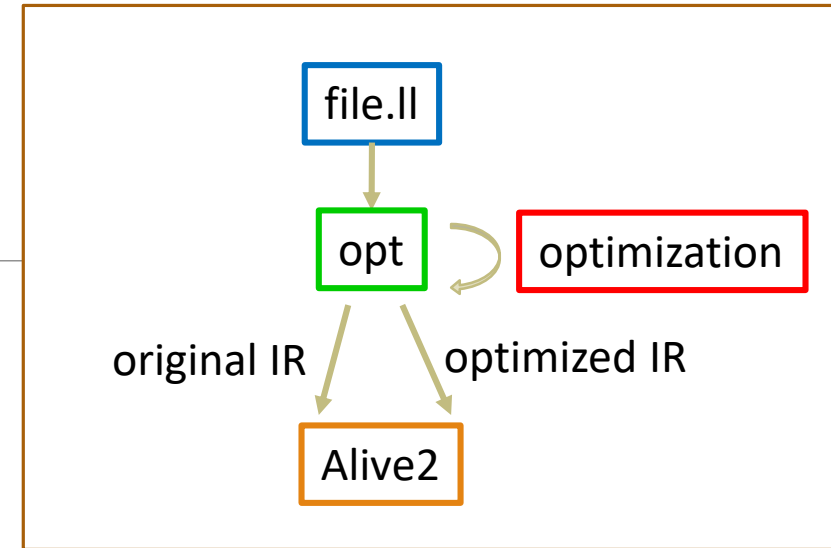 file.ll
opt
optimization
original IR
optimized IR
Alive2